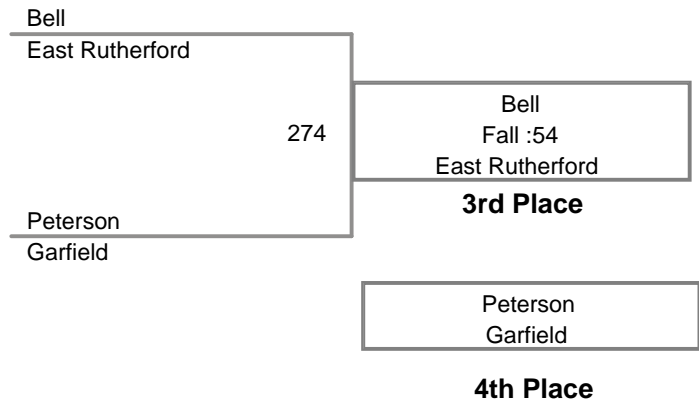 Bell
East Rutherford
274
Bell
Fall :54
East Rutherford
3rd Place
Peterson
Garfield
Peterson
Garfield
4th Place